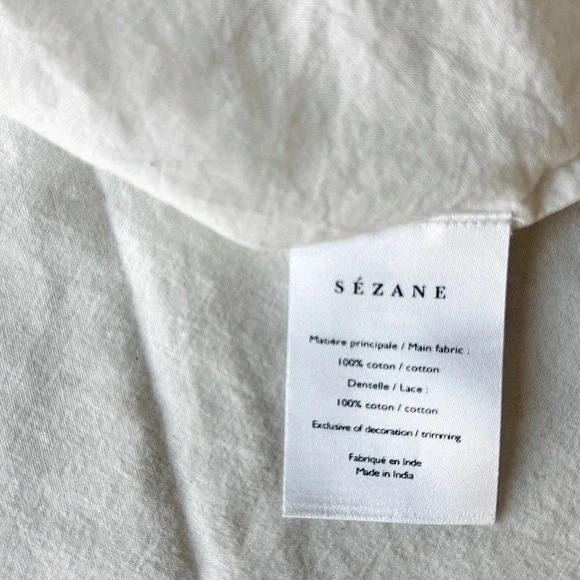 SÉZANE
Matière principale / Main fabric :
100% coton / cotton
Dentelle / Lace :
100% coton / cotton
Exclusive of decoration / trimming
Fabriqué en Inde
Made in India